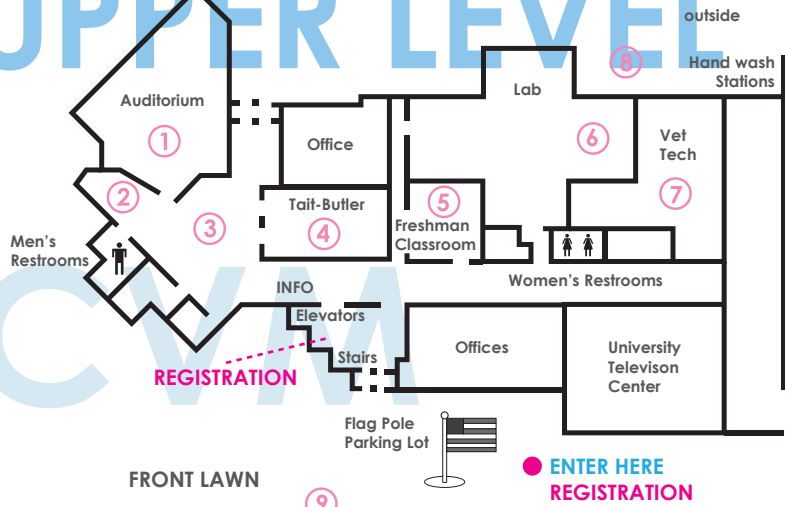 UPPER LEVEL
outside
8
Hand wash
Stations
Lab
Auditorium
1
Office
6
Vet
Tech
7
2
5
Tait-Butler
4
3
Freshman
Classroom
Men's
Restrooms
Women's Restrooms
INFO
CVM
Elevators
Stairs
REGISTRATION
Offices
University
Televison
Center
Flag Pole
Parking Lot
ENTER HERE
REGISTRATION
FRONT LAWN
9